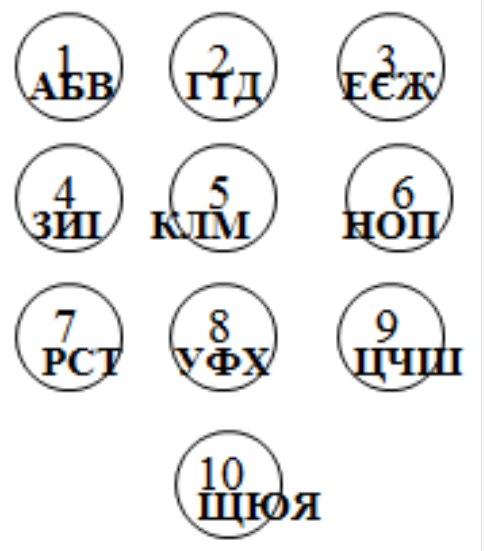 1 2 3
АБВ ГҐД ЕЄЖ
4 5 6
ЗИІ КЛМ НОП
7 8 9
РСТ УФХ ЦЧШ
10
ЩЮЯ